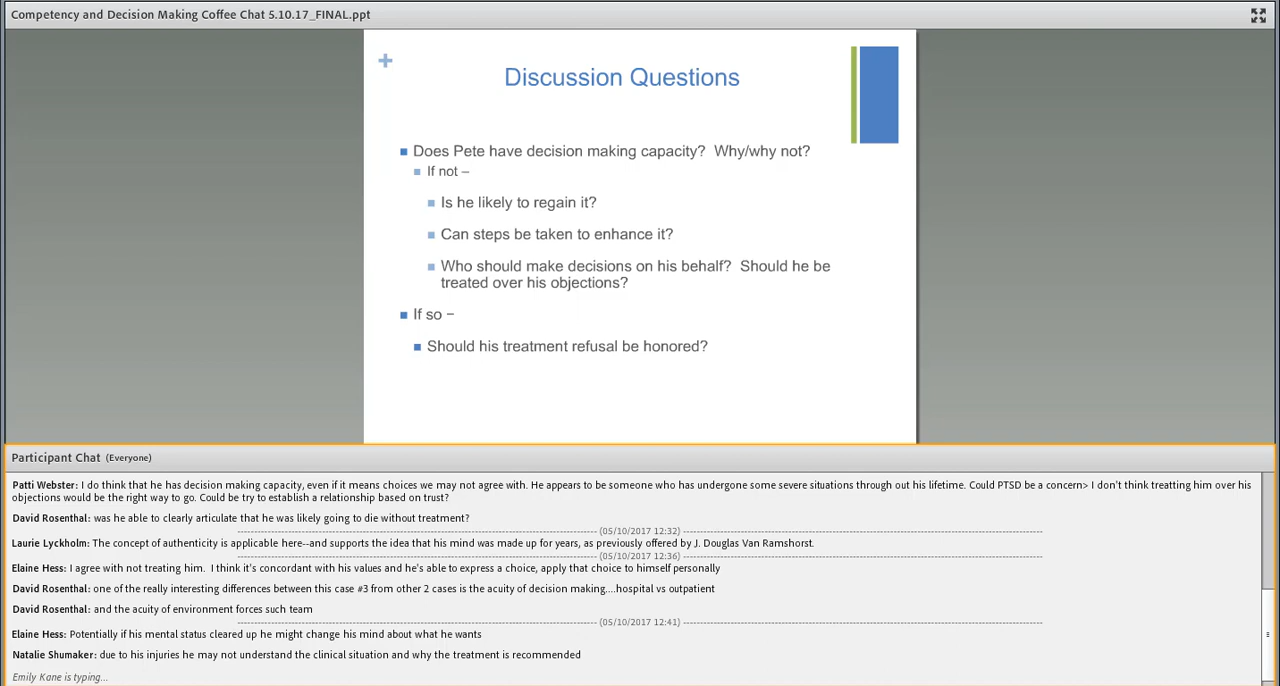 Competency and Decision Making Coffee Chat 5.10.17_FINAL.ppt
Discussion Questions
Does Pete have decision making capacity? Why/why not?
If not –
Is he likely to regain it?
Can steps be taken to enhance it?
Who should make decisions on his behalf? Should he be
treated over his objections?
If so –
Should his treatment refusal be honored?
Participant Chat (Everyone)
Patti Webster: I do think that he has decision making capacity, even if it means choices we may not agree with. He appears to be someone who has undergone some severe situations through out his lifetime. Could PTSD be a concern> I don't think treatting him over his
objections would be the right way to go. Could be try to establish a relationship based on trust?
David Rosenthal: was he able to clearly articulate that he was likely going to die without treatment?
(05/10/2017 12:32)
Laurie Lyckholm: The concept of authenticity is applicable here--and supports the idea that his mind was made up for years, as previously offered by J. Douglas Van Ramshorst.
(05/10/2017 12:36)
Elaine Hess: I agree with not treating him. I think it's concordant with his values and he's able to express a choice, apply that choice to himself personally
David Rosenthal: one of the really interesting differences between this case #3 from other 2 cases is the acuity of decision making....hospital vs outpatient
David Rosenthal: and the acuity of environment forces such team
(05/10/2017 12:41)
Elaine Hess: Potentially if his mental status cleared up he might change his mind about what he wants
Natalie Shumaker: due to his injuries he may not understand the clinical situation and why the treatment is recommended
Emily Kane is typing...